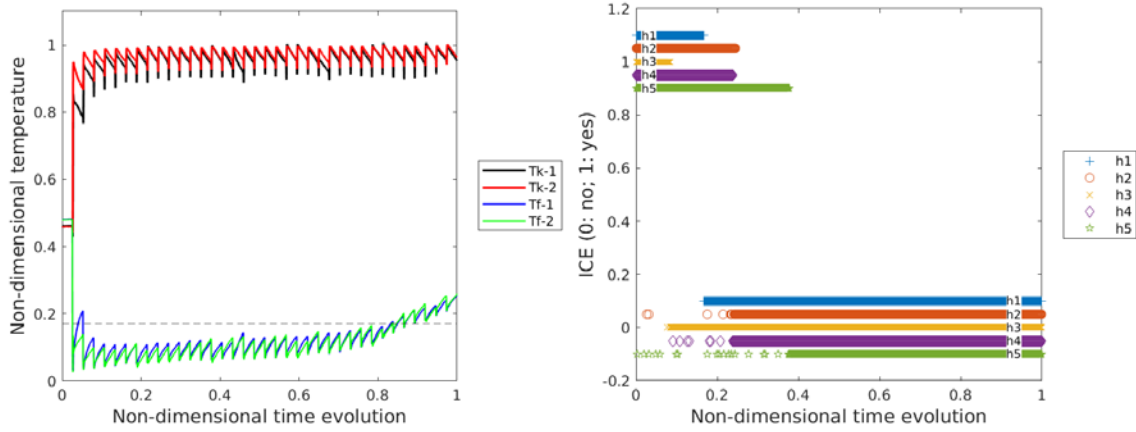 Non-dimensional temperature
1
0.8
0.6
0.4
0.2
0
0 0.2 0.4 0.6 0.8 1
Non-dimensional time evolution
Tk-1
Tk-2
Tf-1
Tf-2
ICE (0: no; 1: yes)
1.2
1
0.8
0.6
0.4
0.2
0
-0.2
h1
h2
h3
h4
h5
h1
h2
h3
h4
h5
0 0.2 0.4 0.6 0.8 1
Non-dimensional time evolution
h1
h2
h3
h4
h5